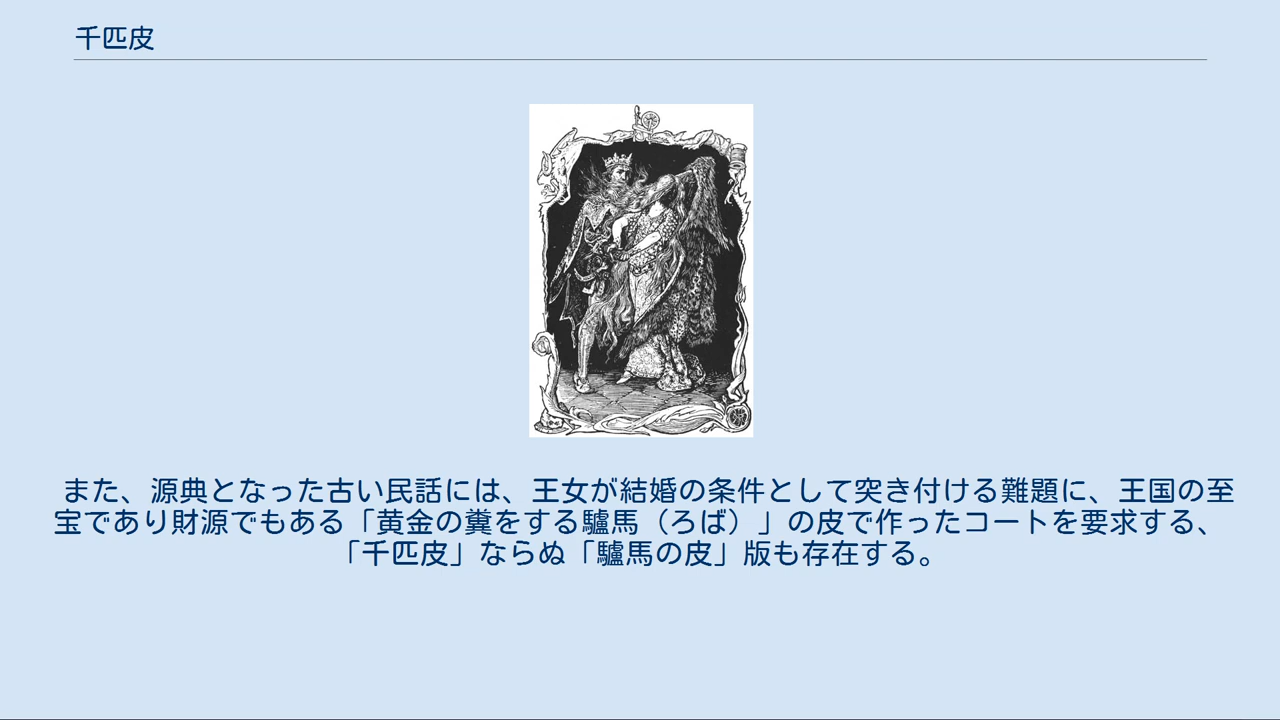 千匹皮
また、源典となった古い民話には、王女が結婚の条件として突き付ける難題に、王国の至
宝であり財源でもある「黄金の糞をする驢馬（ろば）」の皮で作ったコートを要求する、
「千匹皮」ならぬ「驢馬の皮」版も存在する。